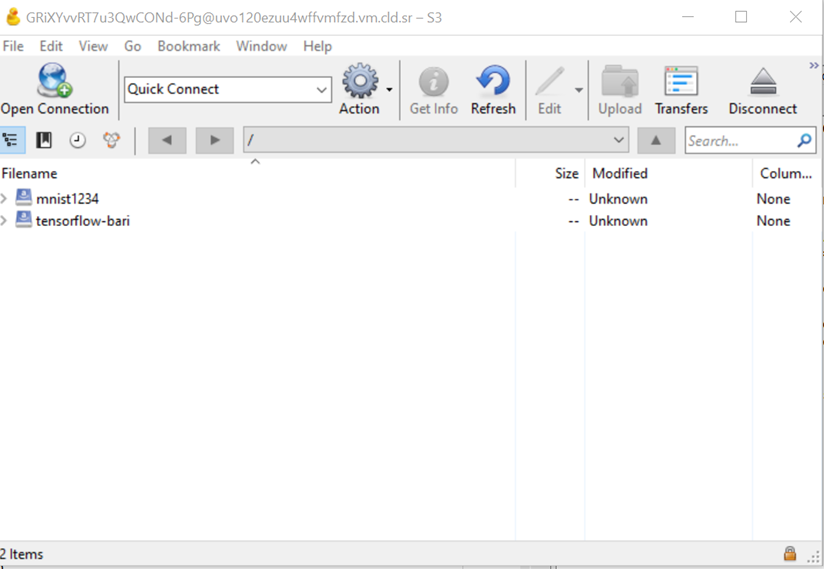 GRiXYvvRT7u3QwCONd-6Pg@uvo120ezuu4wffvmfzd.vm.cld.sr – S3
File Edit View Go Bookmark Window Help
Open Connection Quick Connect Action Get Info Refresh Edit Upload Transfers Disconnect
/ Search...
Filename Size Modified Colum...
mnist1234 -- Unknown None
tensorflow-bari -- Unknown None
2 Items